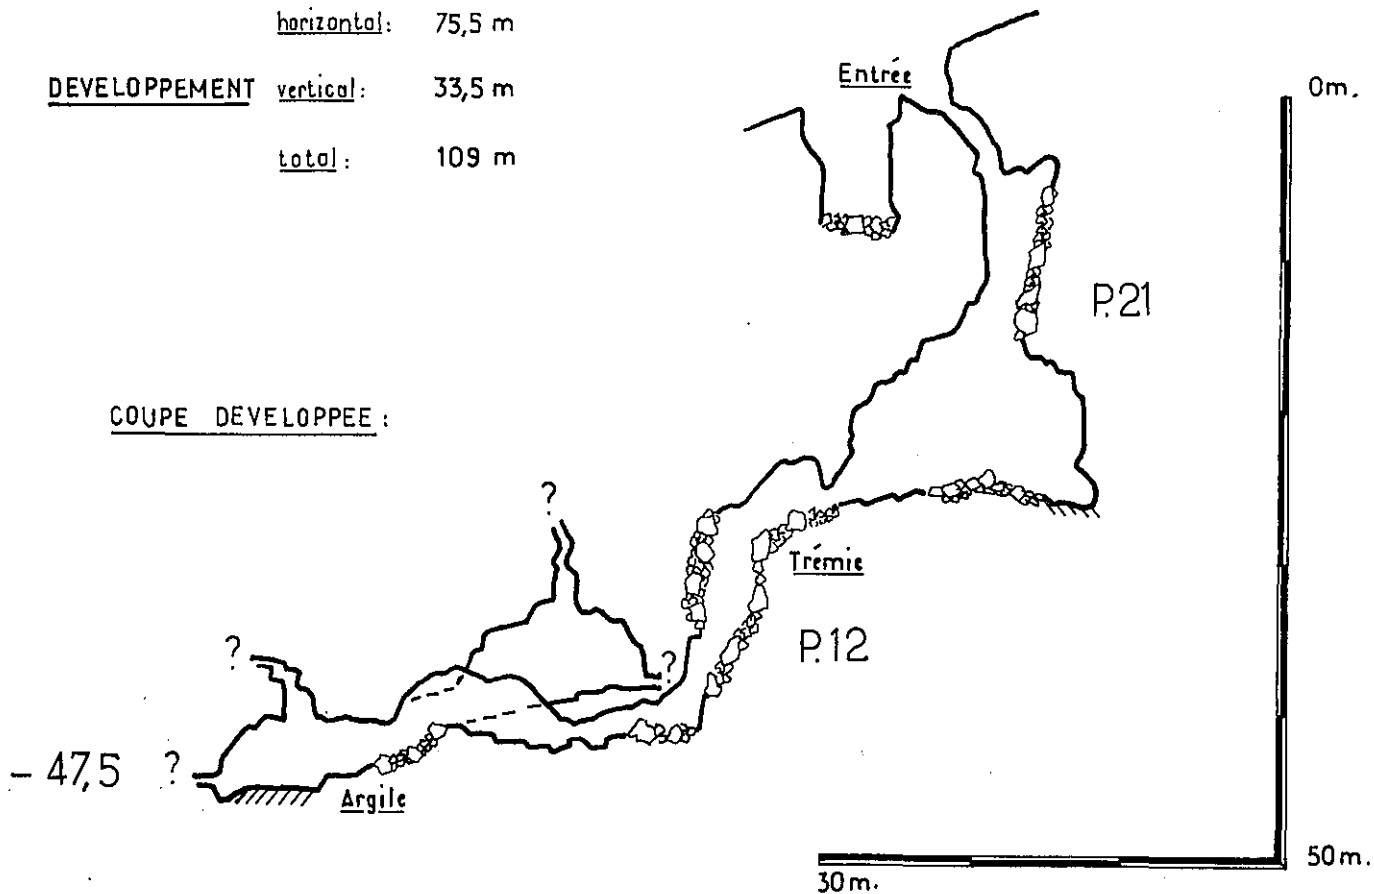 horizontal: 75,5 m
DEVELOPPEMENT vertical: 33,5 m
total: 109 m
Entrée
0m.
P.21
COUPE DEVELOPPEE:
?
Trémie
P.12
?
?
- 47,5 ?
Argile
50m.
30m.